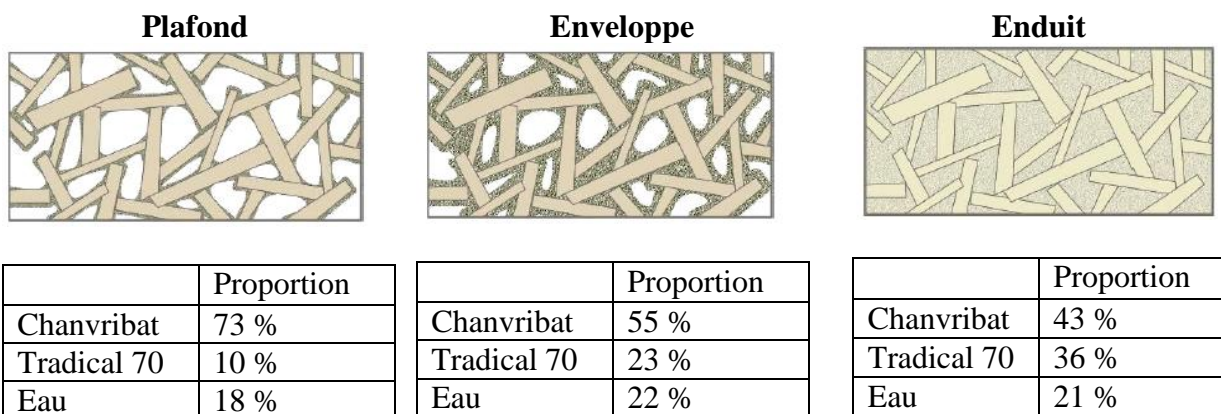 Plafond
Enveloppe
Enduit
Proportion
Chanvribat 73 %
Tradical 70 10 %
Eau 18 %
Proportion
Chanvribat 55 %
Tradical 70 23 %
Eau 22 %
Proportion
Chanvribat 43 %
Tradical 70 36 %
Eau 21 %